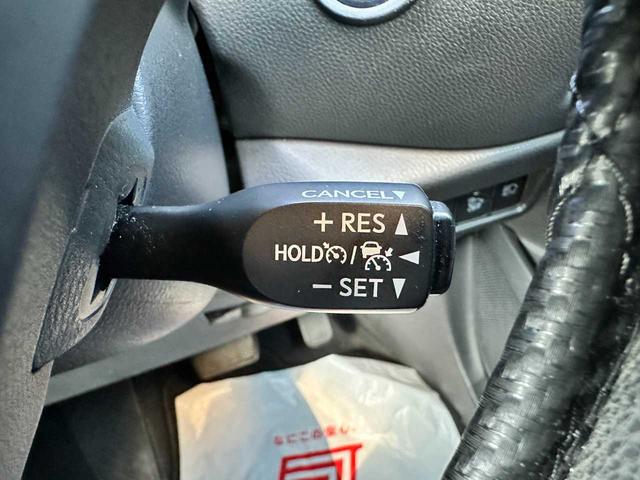 CANCEL▼
+ RES ▲
HOLD / ◀
− SET ▼